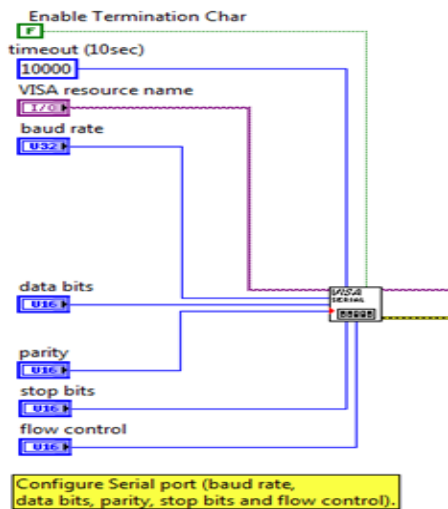 Enable Termination Char
F
timeout (10sec)
10000
VISA resource name
I/O
baud rate
U32
data bits
U16
VISA
SERIAL
parity
U16
stop bits
U16
flow control
U16
Configure Serial port (baud rate,
data bits, parity, stop bits and flow control).